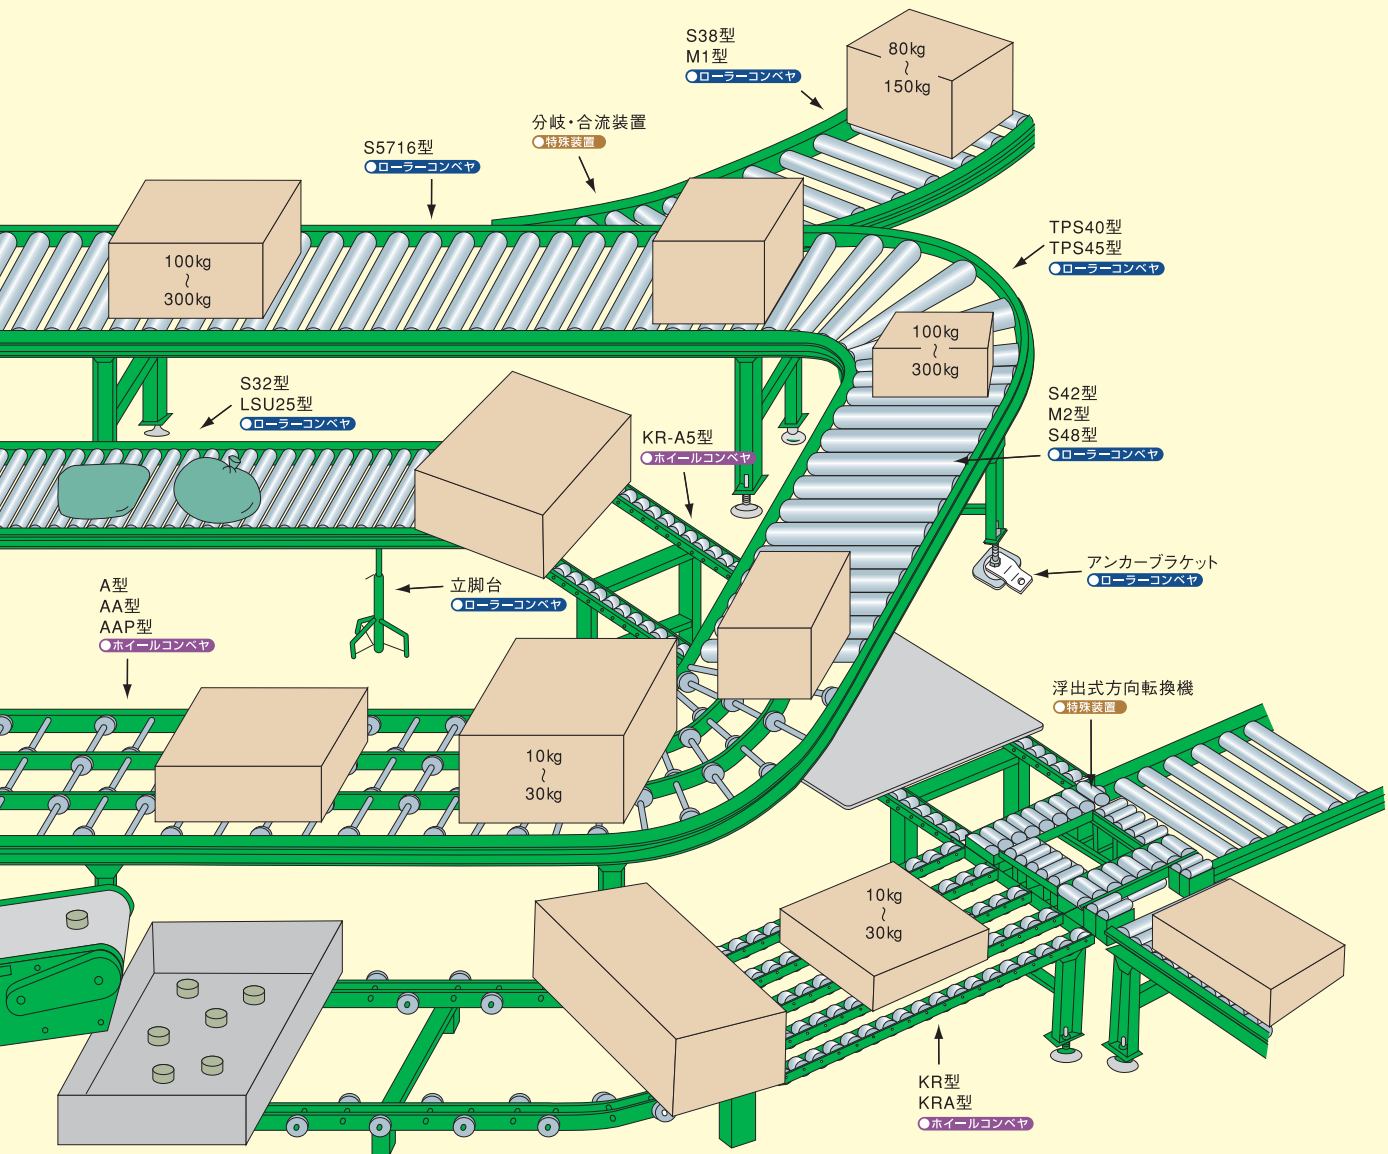 S38型
M1型
ローラーコンベヤ
80kg
~
150kg
分岐・合流装置
特殊装置
S5716型
ローラーコンベヤ
100kg
~
300kg
TPS40型
TPS45型
ローラーコンベヤ
100kg
~
300kg
S32型
LSU25型
ローラーコンベヤ
KR-A5型
ホイールコンベヤ
S42型
M2型
S48型
ローラーコンベヤ
アンカーブラケット
ローラーコンベヤ
立脚台
ローラーコンベヤ
A型
AA型
AAP型
ホイールコンベヤ
浮出式方向転換機
特殊装置
10kg
~
30kg
10kg
~
30kg
KR型
KRA型
ホイールコンベヤ